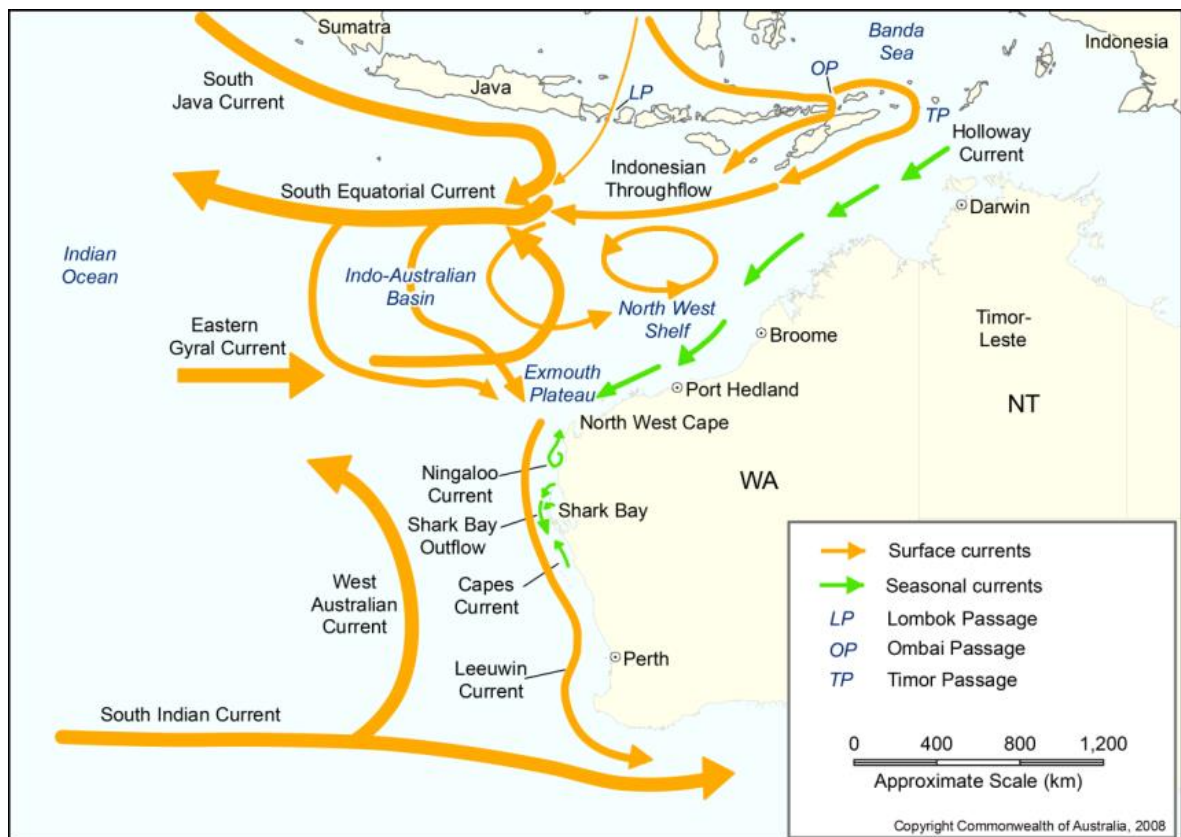 Sumatra
Banda
Sea
Indonesia
South
Java Current
Java
LP
OP
TP
Holloway
Current
Indonesian
Throughflow
South Equatorial Current
Darwin
Indian
Ocean
Indo-Australian
Basin
North West
Shelf
Timor-
Leste
Eastern
Gyral Current
Broome
Exmouth
Plateau
Port Hedland
NT
North West Cape
Ningaloo
Current
WA
Shark Bay
Shark Bay
Outflow
Capes
Current
West
Australian
Current
Leeuwin
Current
Perth
South Indian Current
Surface currents
Seasonal currents
LP Lombok Passage
OP Ombai Passage
TP Timor Passage
0 400 800 1,200
Approximate Scale (km)
Copyright Commonwealth of Australia, 2008